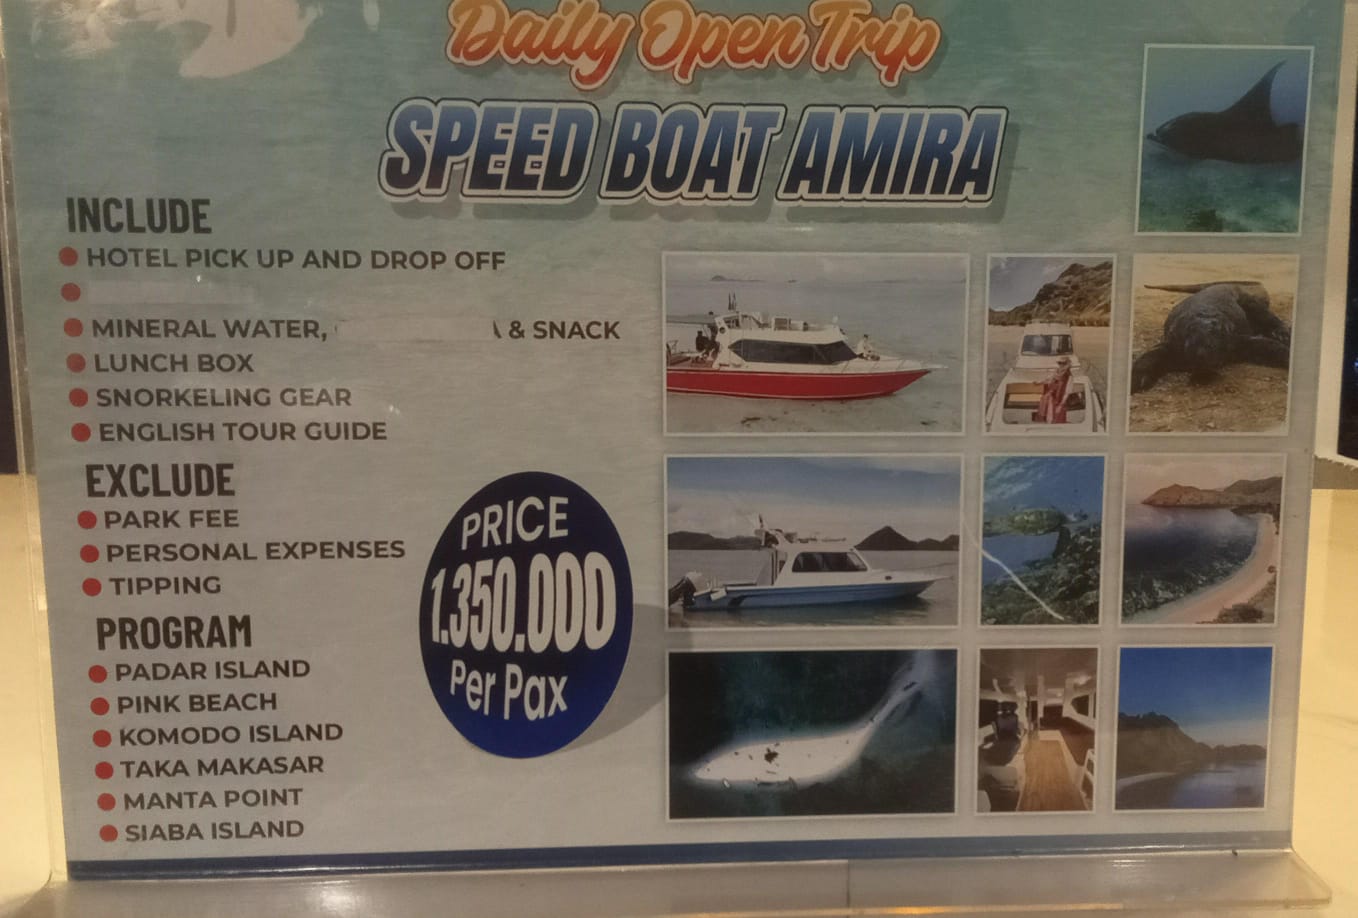 Daily Open Trip
SPEED BOAT AMIRA
INCLUDE
HOTEL PICK UP AND DROP OFF
MINERAL WATER, & SNACK
LUNCH BOX
SNORKELING GEAR
ENGLISH TOUR GUIDE
EXCLUDE
PARK FEE
PERSONAL EXPENSES
TIPPING
PROGRAM
PADAR ISLAND
PINK BEACH
KOMODO ISLAND
TAKA MAKASAR
MANTA POINT
SIABA ISLAND
PRICE
1.350.000
Per Pax